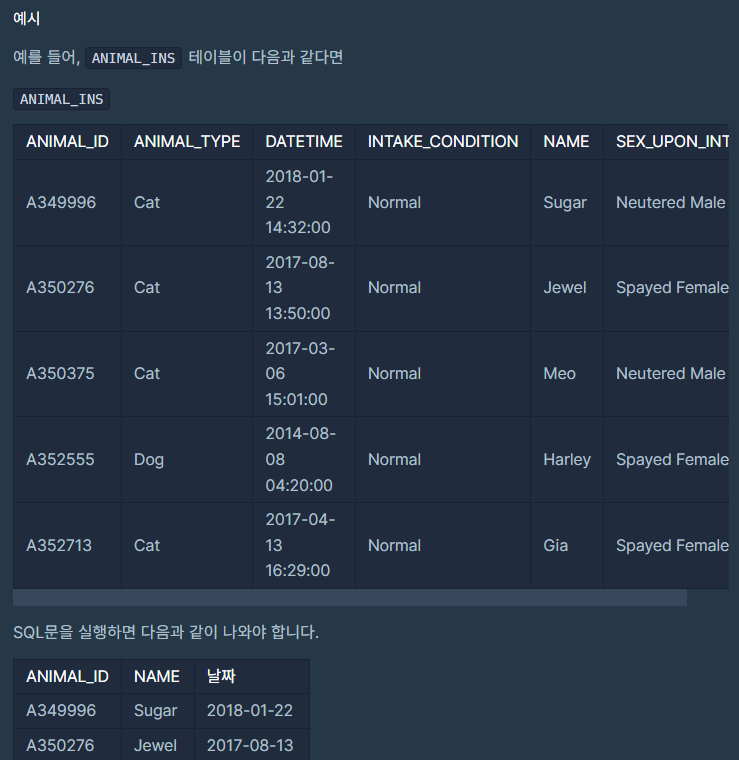 예시
예를 들어, ANIMAL_INS 테이블이 다음과 같다면
ANIMAL_INS
ANIMAL_ID ANIMAL_TYPE DATETIME INTAKE_CONDITION NAME SEX_UPON_INT
A349996 Cat 2018-01-22 14:32:00 Normal Sugar Neutered Male
A350276 Cat 2017-08-13 13:50:00 Normal Jewel Spayed Female
A350375 Cat 2017-03-06 15:01:00 Normal Meo Neutered Male
A352555 Dog 2014-08-08 04:20:00 Normal Harley Spayed Female
A352713 Cat 2017-04-13 16:29:00 Normal Gia Spayed Female
SQL문을 실행하면 다음과 같이 나와야 합니다.
ANIMAL_ID NAME 날짜
A349996 Sugar 2018-01-22
A350276 Jewel 2017-08-13